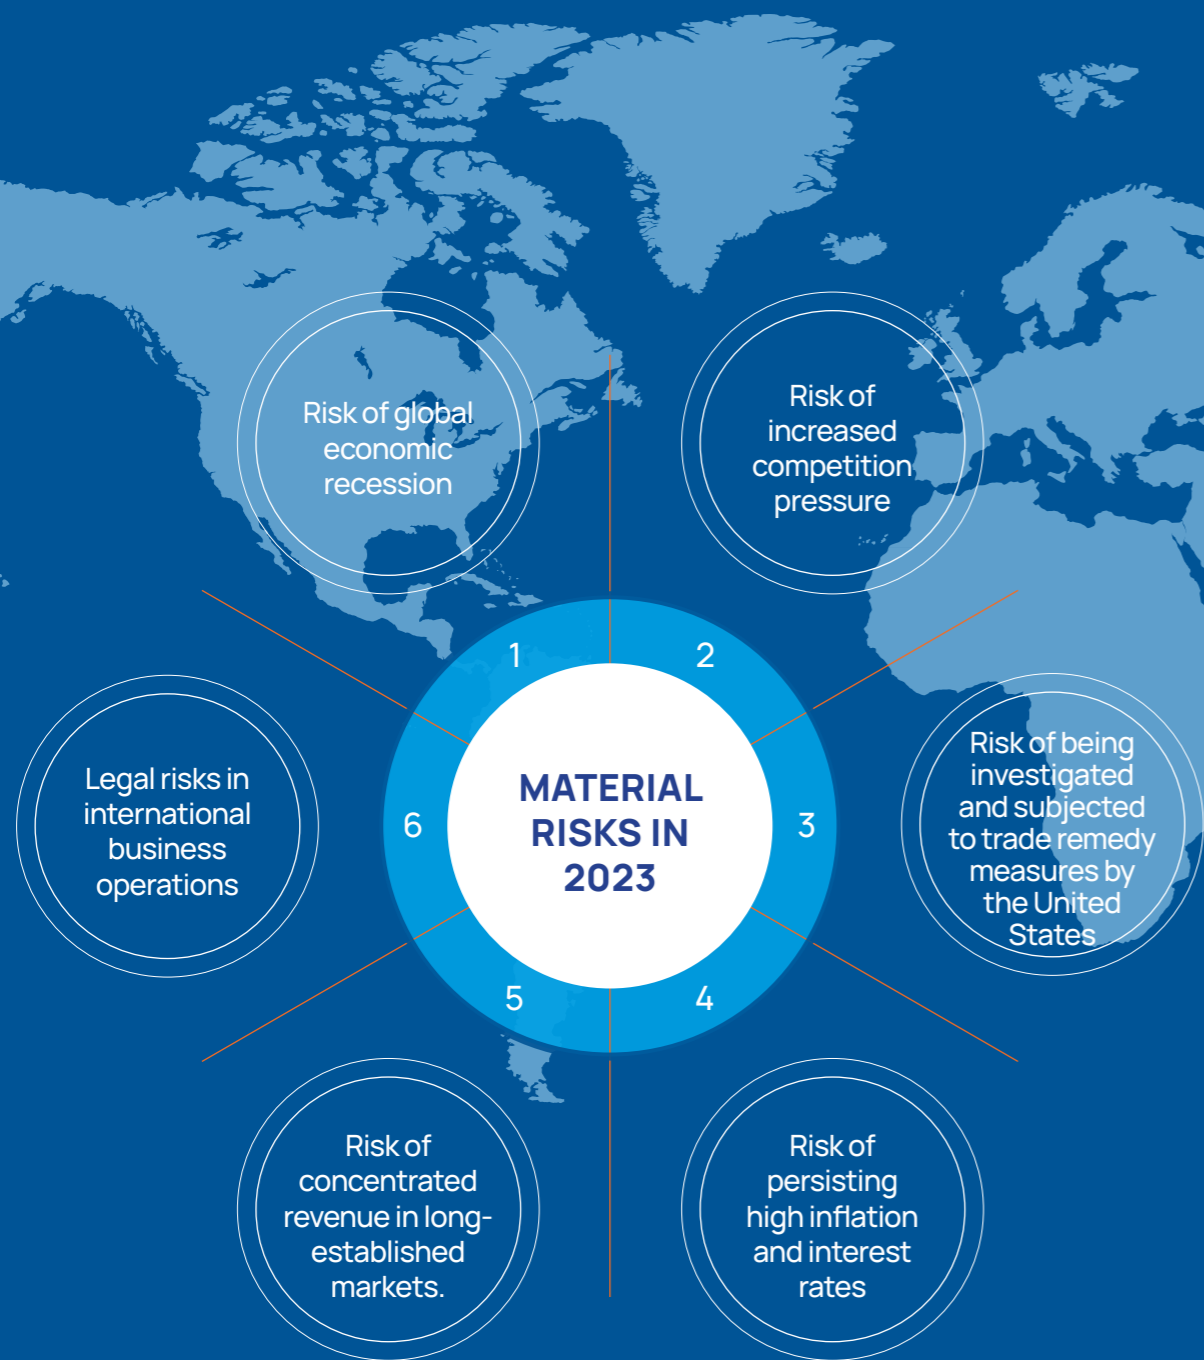 MATERIAL
RISKS IN
2023
1
Risk of global
economic
recession
2
Risk of
increased
competition
pressure
3
Risk of being
investigated
and subjected
to trade remedy
measures by
the United
States
4
Risk of
persisting
high inflation
and interest
rates
5
Risk of
concentrated
revenue in long-
established
markets.
6
Legal risks in
international
business
operations